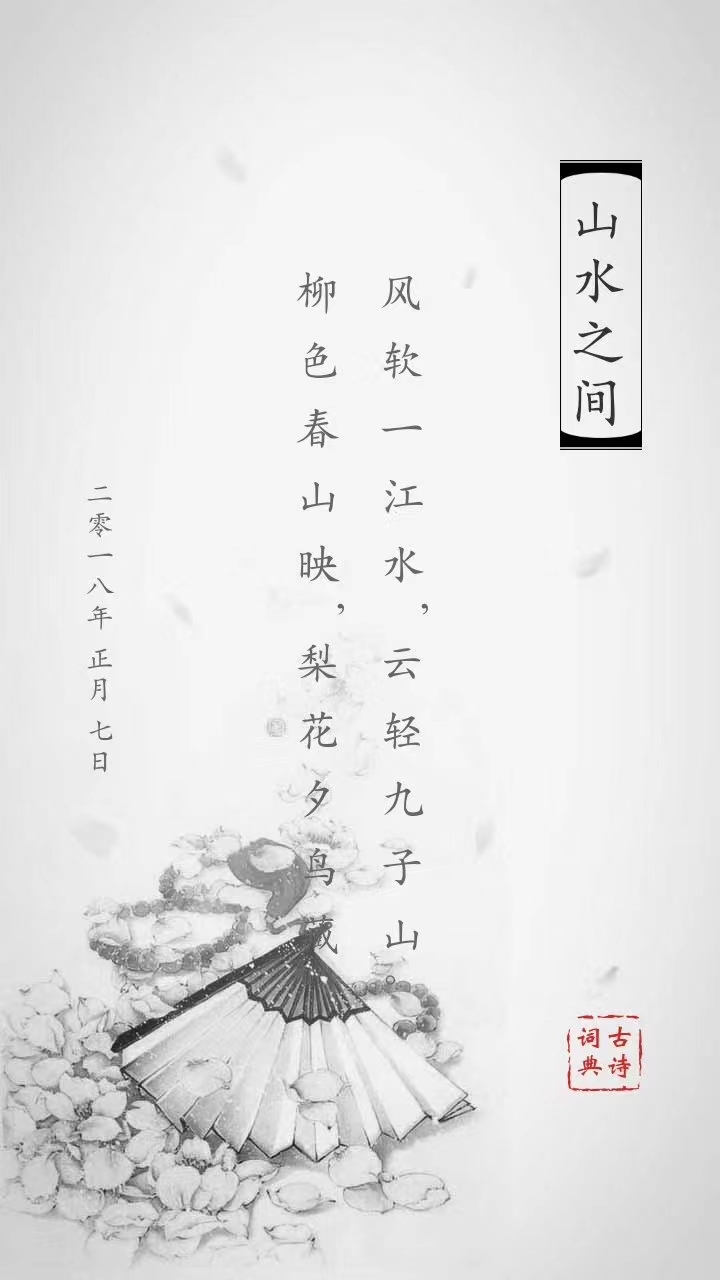 山水之间
风软一江水，云轻九子山
柳色春山映，梨花夕鸟藏
二零一八年 正月 七日
古诗
词典